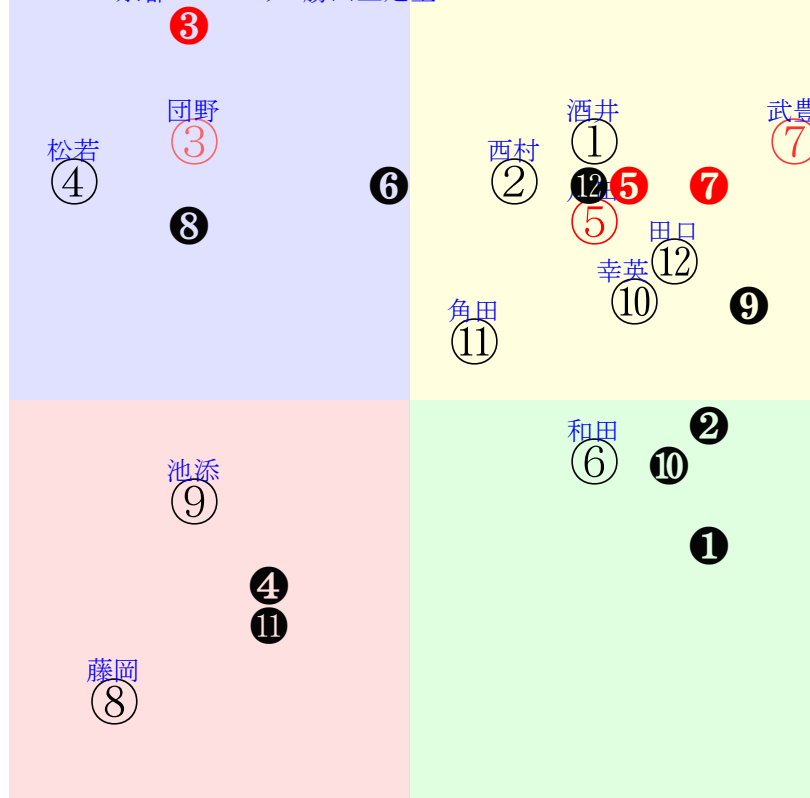 ❸
団野
③
酒井
①
武豊
⑦
松若
④
❻
西村
②
⓬
❺
❼
❽
⑤
田口
⑫
幸英
⑩
❾
角田
⑪
和田
⑥
❷
❿
池添
⑨
❶
❹
⓫
藤岡
⑧